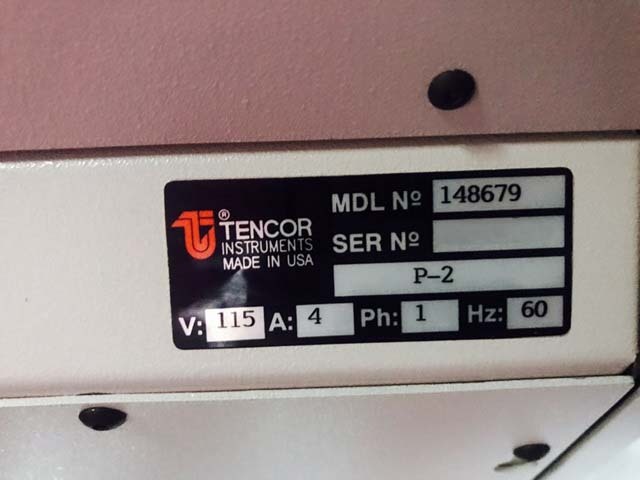 ®
TENCOR
INSTRUMENTS
MADE IN USA
MDL Nº 148679
SER Nº
P-2
V: 115 A: 4 Ph: 1 Hz: 60